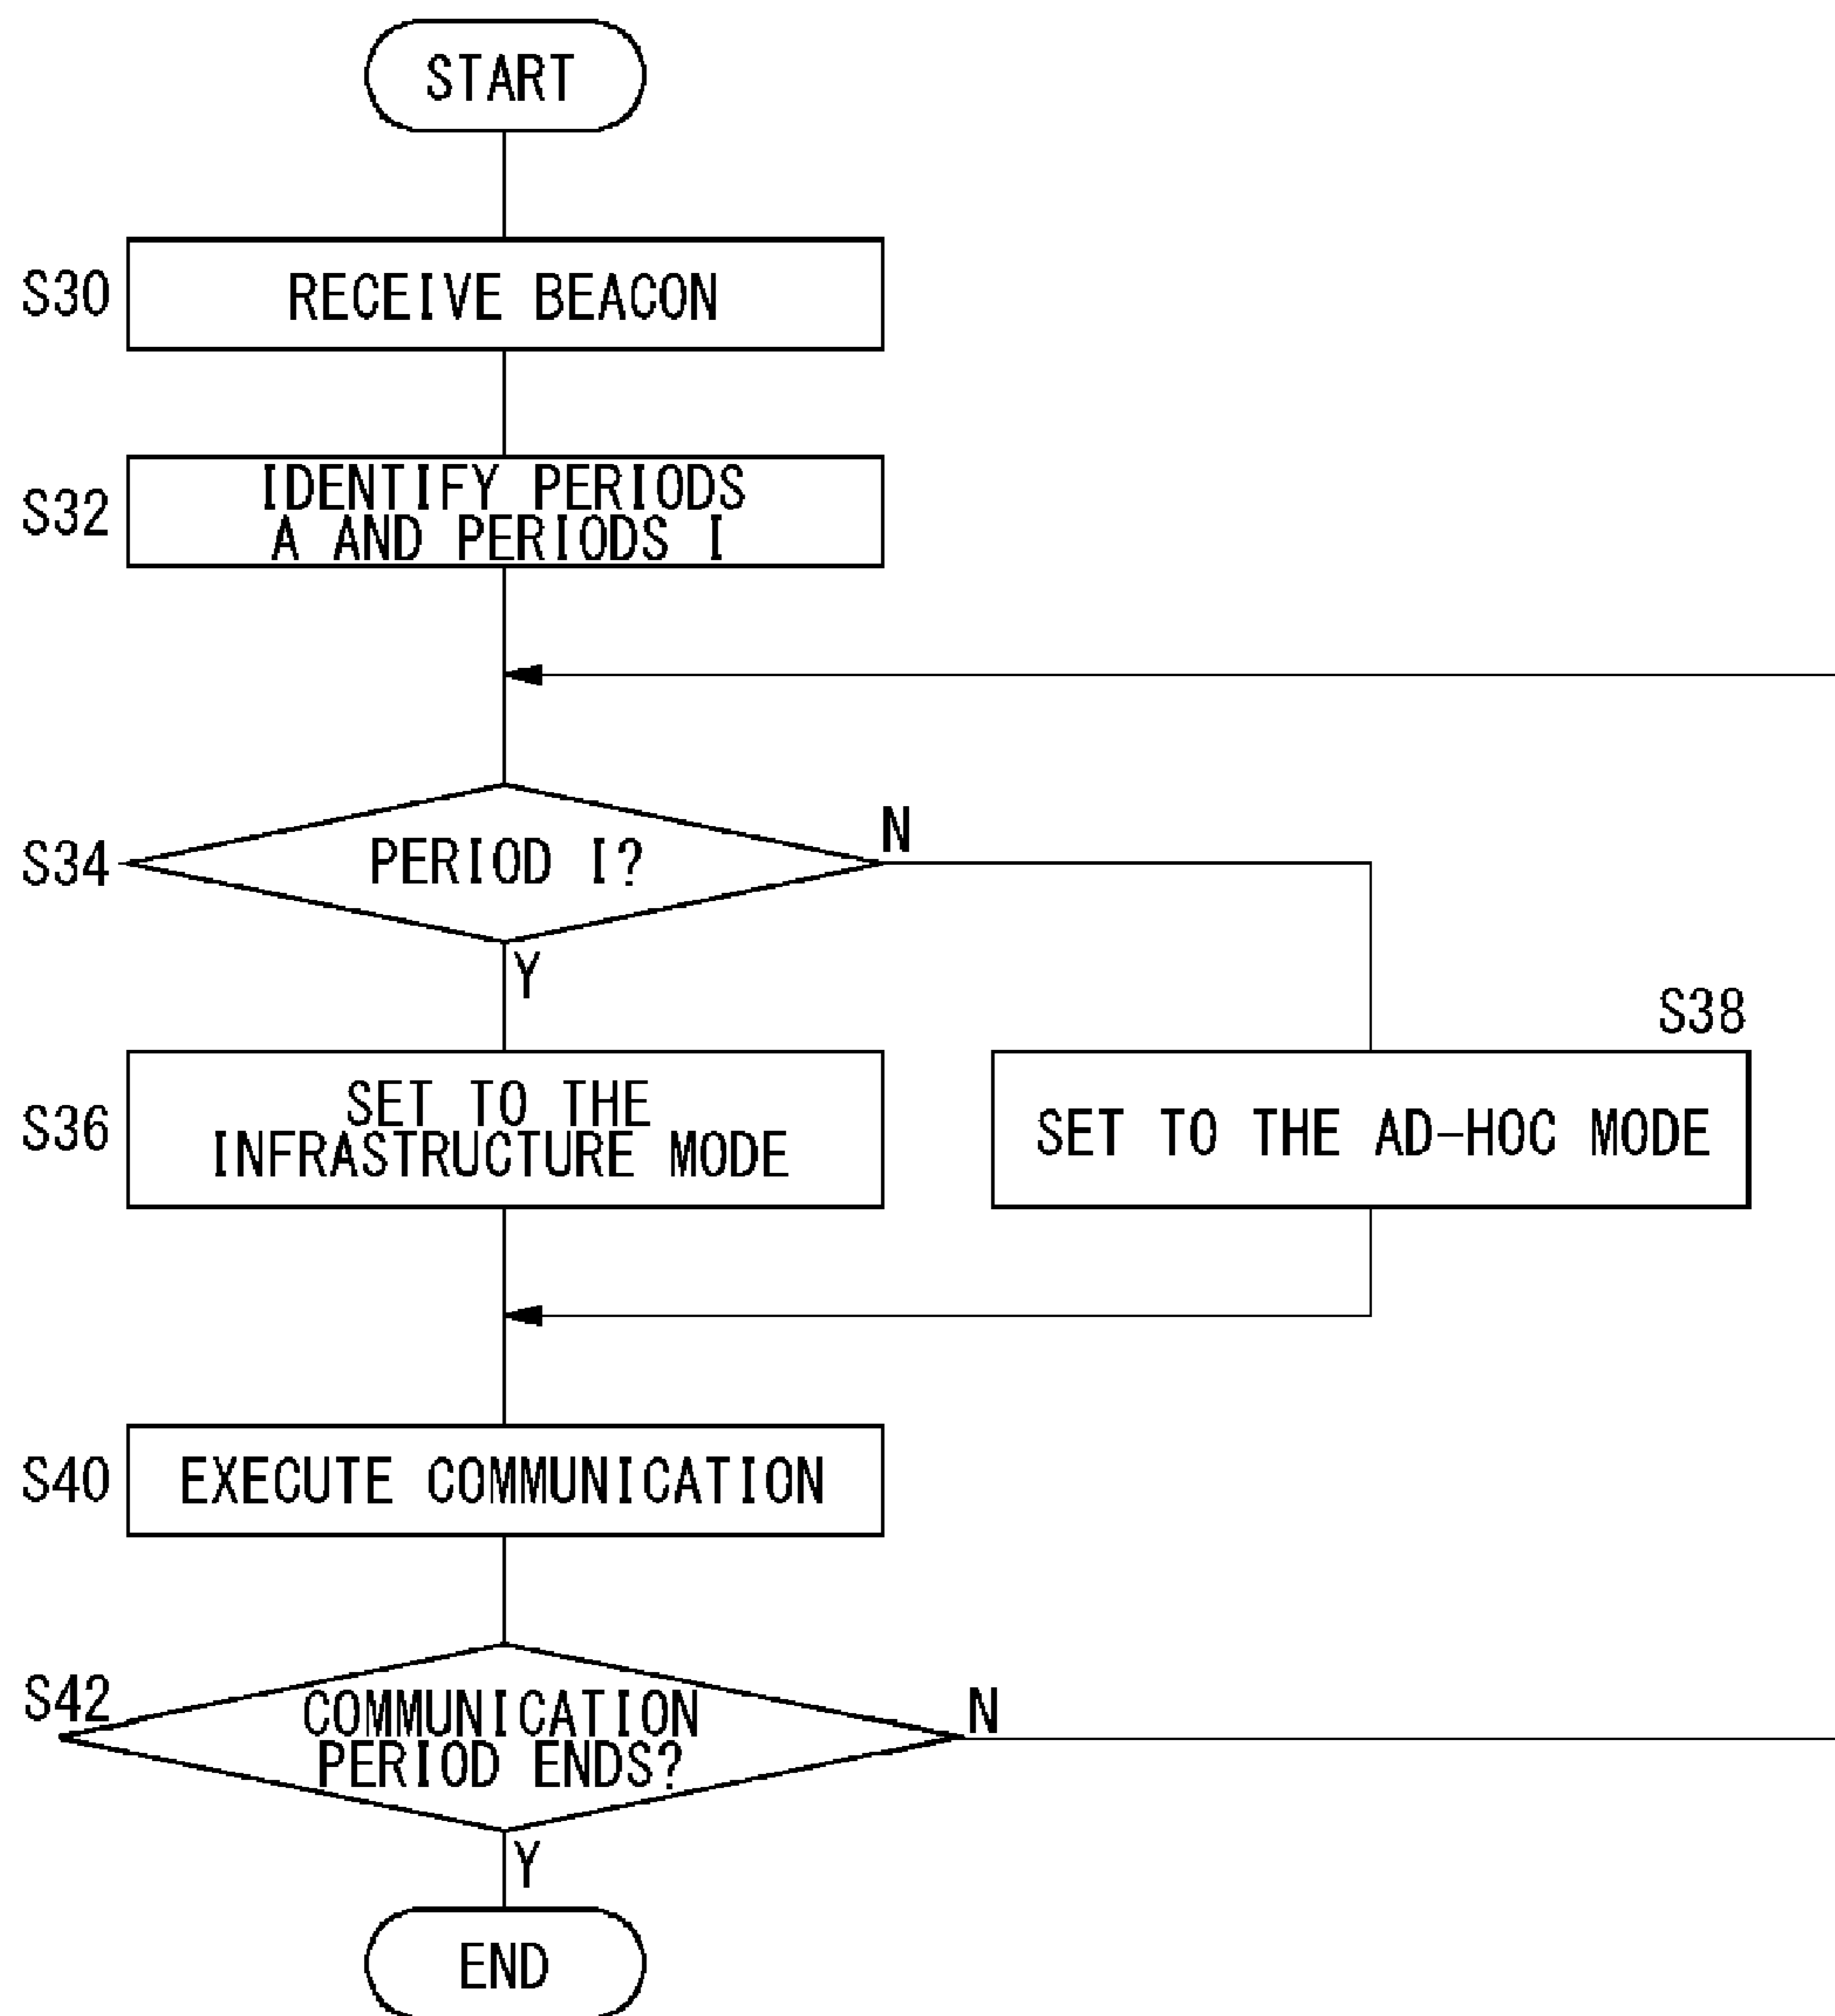 START
S30
RECEIVE BEACON
S32
IDENTIFY PERIODS
A AND PERIODS I
S34
PERIOD I?
N
Y
S38
S36
SET TO THE
INFRASTRUCTURE MODE
SET TO THE AD-HOC MODE
S40
EXECUTE COMMUNICATION
S42
COMMUNICATION
PERIOD ENDS?
N
Y
END